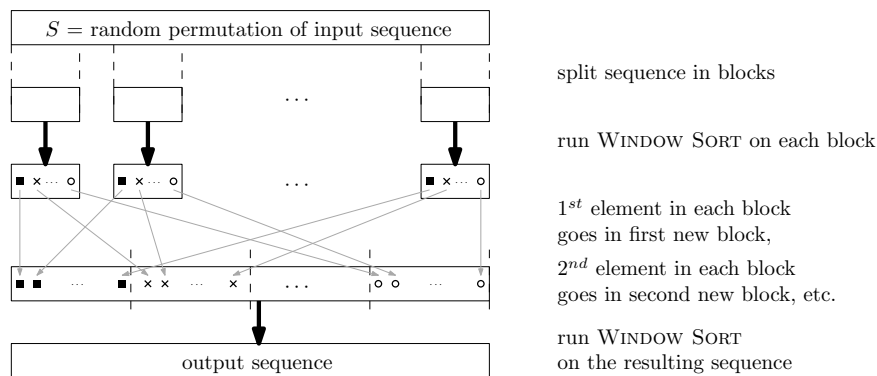 S = random permutation of input sequence
split sequence in blocks
...
run WINDOW SORT on each block
...
1st element in each block
goes in first new block,
2nd element in each block
goes in second new block, etc.
...
run WINDOW SORT
on the resulting sequence
output sequence